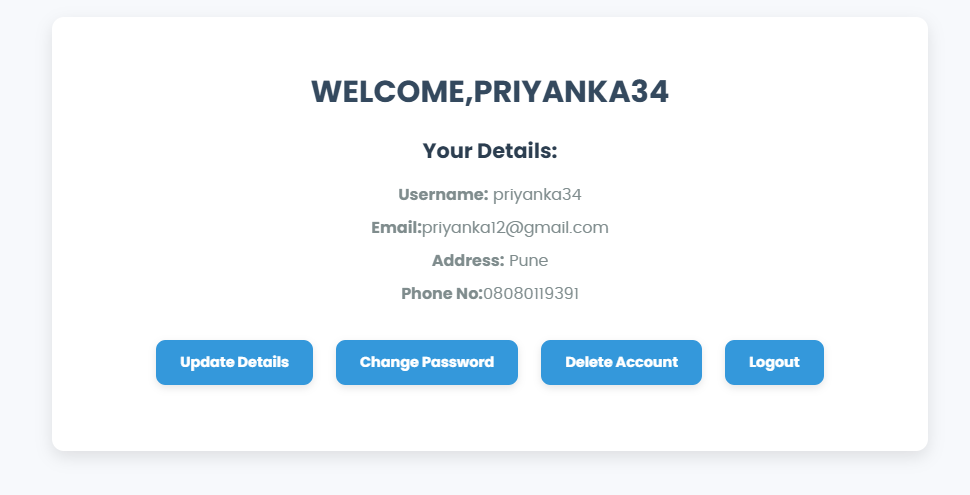 WELCOME,PRIYANKA34
Your Details:
Username: priyanka34
Email:priyanka12@gmail.com
Address: Pune
Phone No:08080119391
Update Details Change Password Delete Account Logout